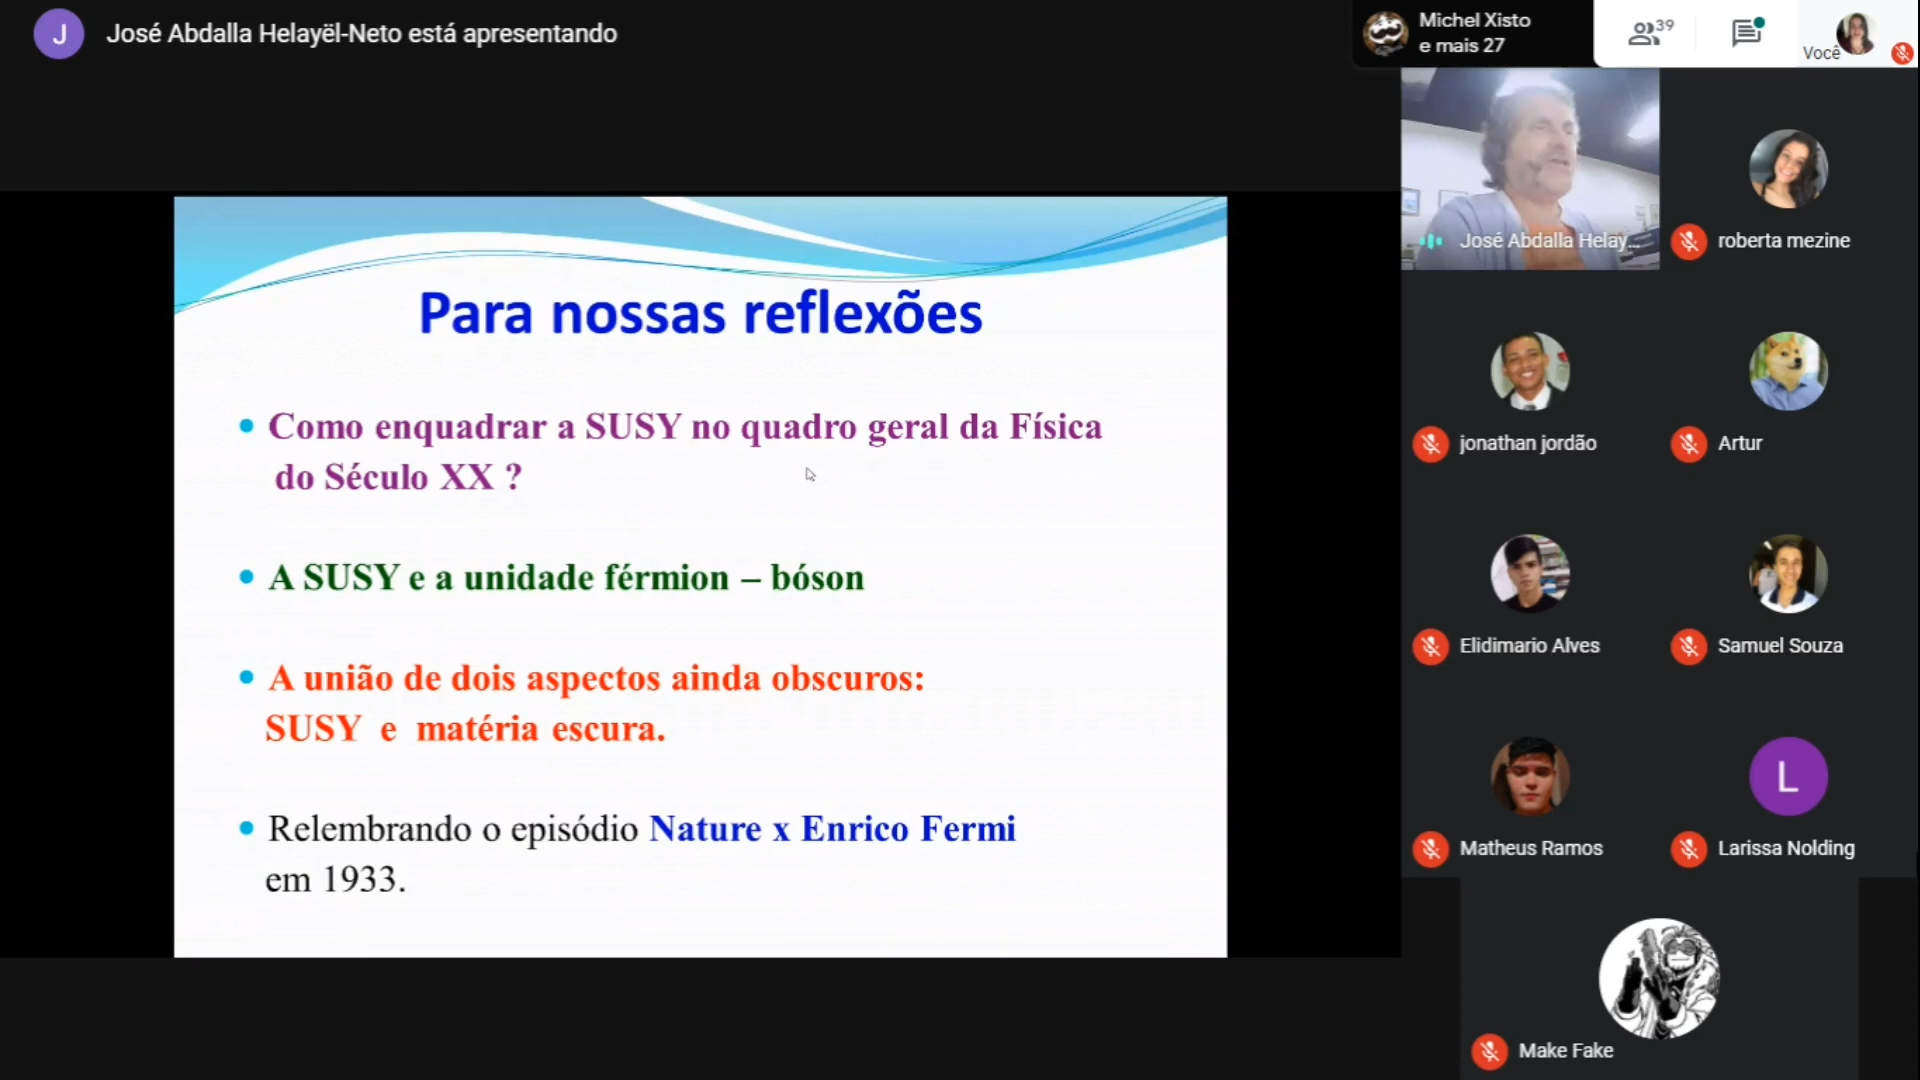 J
José Abdalla Helayël-Neto está apresentando
Michel Xisto
e mais 27
39
Você
Para nossas reflexões
Como enquadrar a SUSY no quadro geral da Física
do Século XX ?
A SUSY e a unidade férmion – bóson
A união de dois aspectos ainda obscuros:
SUSY e matéria escura.
Relembrando o episódio Nature x Enrico Fermi
em 1933.
José Abdalla Helay...
roberta mezine
jonathan jordão
Artur
Elidimario Alves
Samuel Souza
Matheus Ramos
L
Larissa Nolding
Make Fake